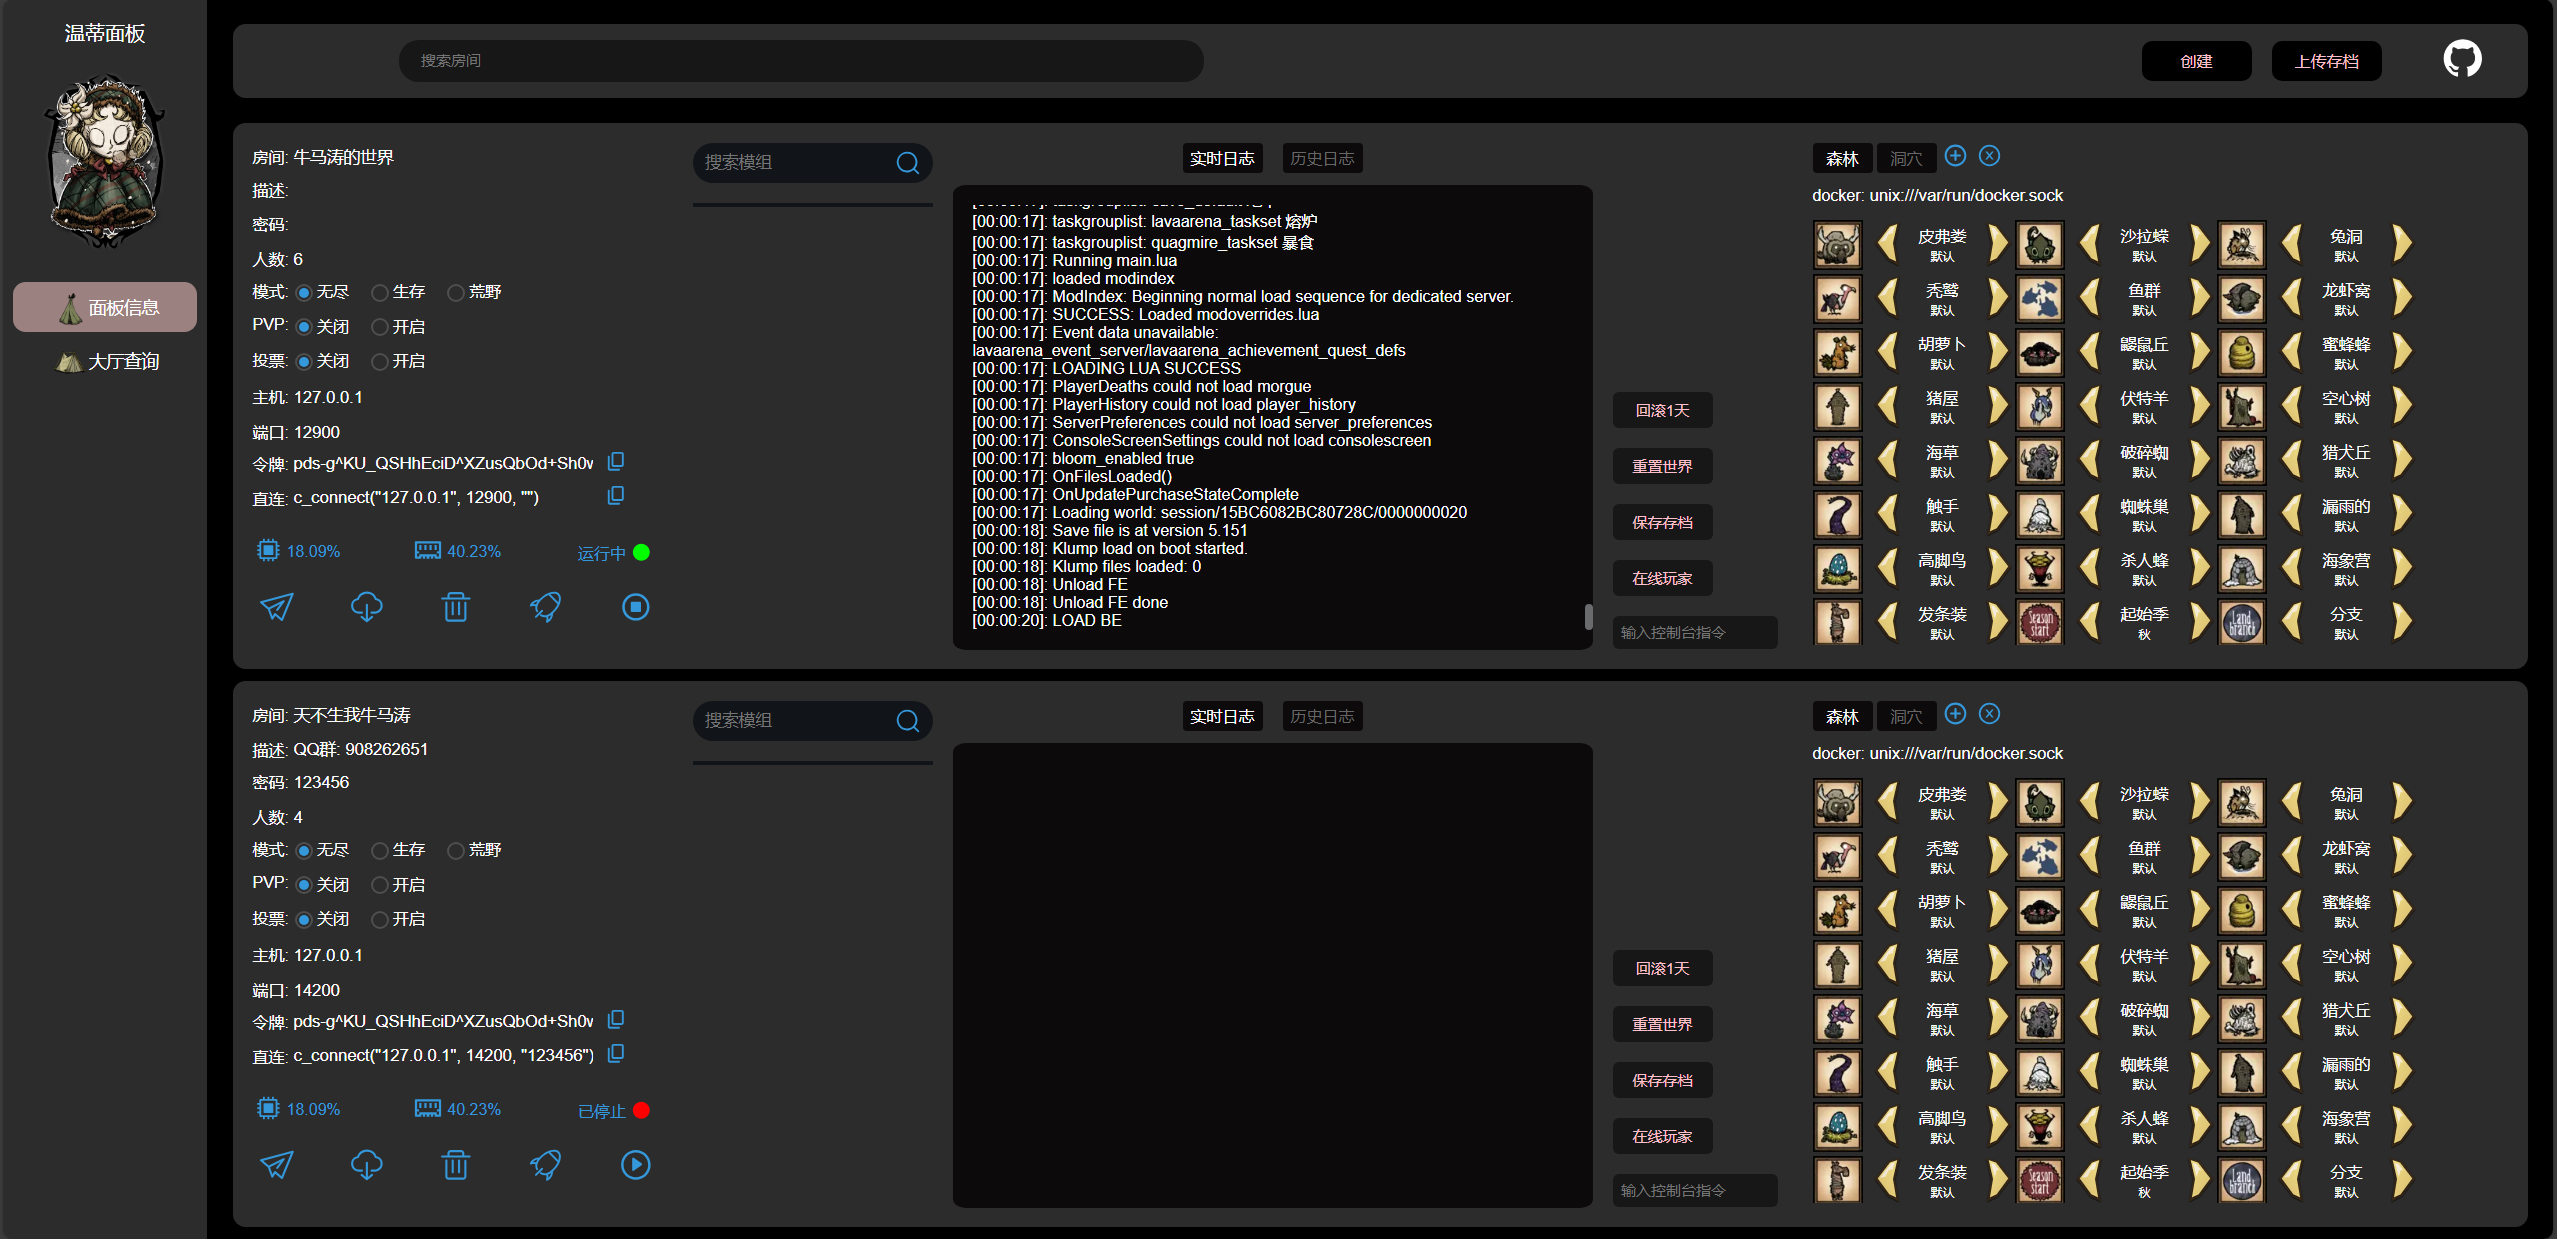 温蒂面板
面板信息
大厅查询
搜索房间
创建
上传存档
房间: 牛马涛的世界
描述:
密码:
人数: 6
模式: 无尽 生存 荒野
PVP: 关闭 开启
投票: 关闭 开启
主机: 127.0.0.1
端口: 12900
令牌: pds-g^KU_QSHhEciD^XZusQbOd+Sh0v
直连: c_connect("127.0.0.1", 12900, "")
18.09% 40.23% 运行中
搜索模组
实时日志 历史日志
[00:00:17]: taskgrouplist: lavaarena_taskset 熔炉
[00:00:17]: taskgrouplist: quagmire_taskset 暴食
[00:00:17]: Running main.lua
[00:00:17]: loaded modindex
[00:00:17]: ModIndex: Beginning normal load sequence for dedicated server.
[00:00:17]: SUCCESS: Loaded modoverrides.lua
[00:00:17]: Event data unavailable:
lavaarena_event_server/lavaarena_achievement_quest_defs
[00:00:17]: LOADING LUA SUCCESS
[00:00:17]: PlayerDeaths could not load morgue
[00:00:17]: PlayerHistory could not load player_history
[00:00:17]: ServerPreferences could not load server_preferences
[00:00:17]: ConsoleScreenSettings could not load consolescreen
[00:00:17]: bloom_enabled true
[00:00:17]: OnFilesLoaded()
[00:00:17]: OnUpdatePurchaseStateComplete
[00:00:17]: Loading world: session/15BC6082BC80728C/0000000020
[00:00:18]: Save file is at version 5.151
[00:00:18]: Klump load on boot started.
[00:00:18]: Klump files loaded: 0
[00:00:18]: Unload FE
[00:00:18]: Unload FE done
[00:00:20]: LOAD BE
回滚1天
重置世界
保存存档
在线玩家
输入控制台指令
森林 洞穴
docker: unix:///var/run/docker.sock
皮弗娄 沙拉蝾 兔洞
默认 默认 默认
秃鹫 鱼群 龙虾窝
默认 默认 默认
胡萝卜 鼹鼠丘 蜜蜂蜂
默认 默认 默认
猪屋 伏特羊 空心树
默认 默认 默认
海草 破碎蜘 猎犬丘
默认 默认 默认
触手 蜘蛛巢 漏雨的
默认 默认 默认
高脚鸟 杀人蜂 海象营
默认 默认 默认
发条装 Season start 起始季 Land branch 分支
默认 秋 默认
房间: 天不生我牛马涛
描述: QQ群: 908262651
密码: 123456
人数: 4
模式: 无尽 生存 荒野
PVP: 关闭 开启
投票: 关闭 开启
主机: 127.0.0.1
端口: 14200
令牌: pds-g^KU_QSHhEciD^XZusQbOd+Sh0v
直连: c_connect("127.0.0.1", 14200, "123456")
18.09% 40.23% 已停止
搜索模组
实时日志 历史日志
回滚1天
重置世界
保存存档
在线玩家
输入控制台指令
森林 洞穴
docker: unix:///var/run/docker.sock
皮弗娄 沙拉蝾 兔洞
默认 默认 默认
秃鹫 鱼群 龙虾窝
默认 默认 默认
胡萝卜 鼹鼠丘 蜜蜂蜂
默认 默认 默认
猪屋 伏特羊 空心树
默认 默认 默认
海草 破碎蜘 猎犬丘
默认 默认 默认
触手 蜘蛛巢 漏雨的
默认 默认 默认
高脚鸟 杀人蜂 海象营
默认 默认 默认
发条装 Season start 起始季 Land branch 分支
默认 秋 默认